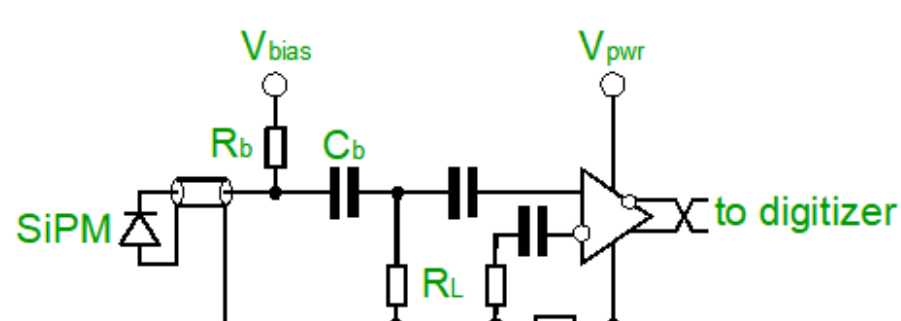 Vbias
Vpwr
Rb
Cb
SiPM
to digitizer
RL